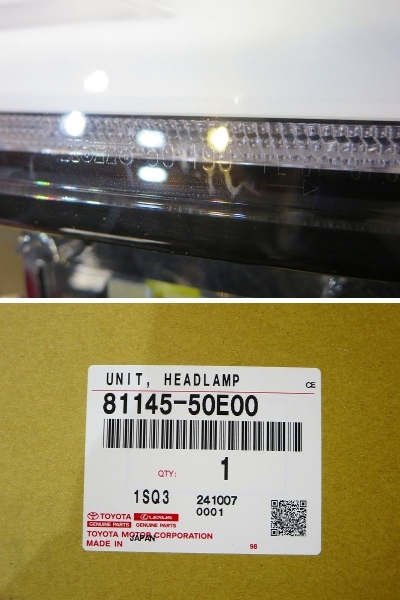 UNIT, HEADLAMP
CE
81145-50E00
QTY: 1
1SQ3 241007
0001
TOYOTA LEXUS
GENUINE PARTS GENUINE PARTS
TOYOTA MOTOR CORPORATION
MADE IN JAPAN
98